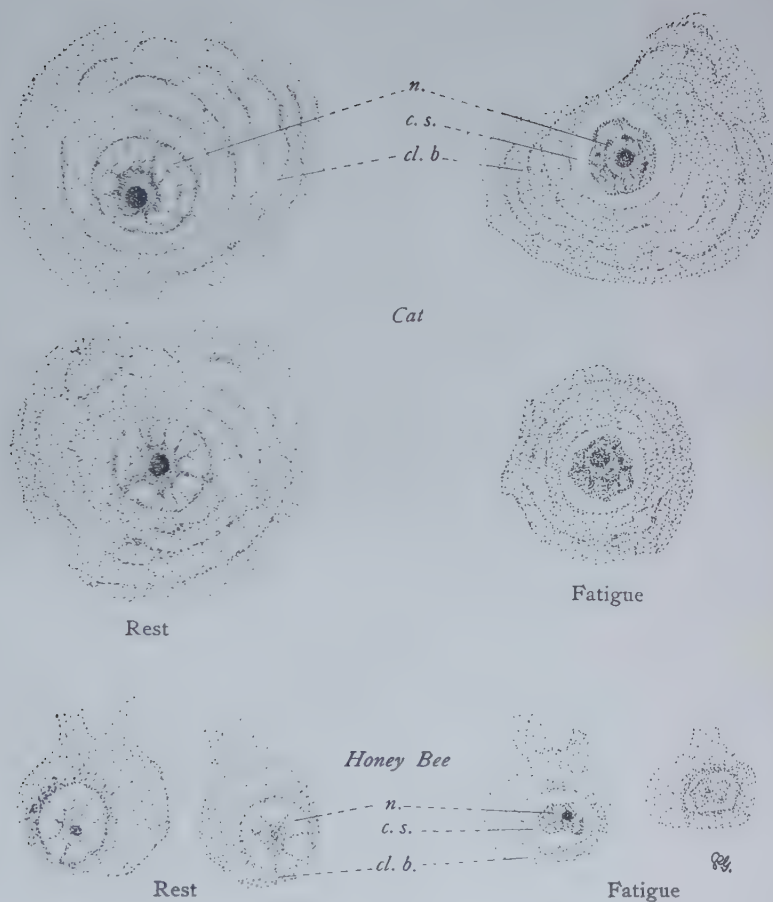 n.
c. s.
cl. b
Cat
Fatigue
Rest
Honey Bee
n.
c. s.
cl. b.
Rest
Fatigue